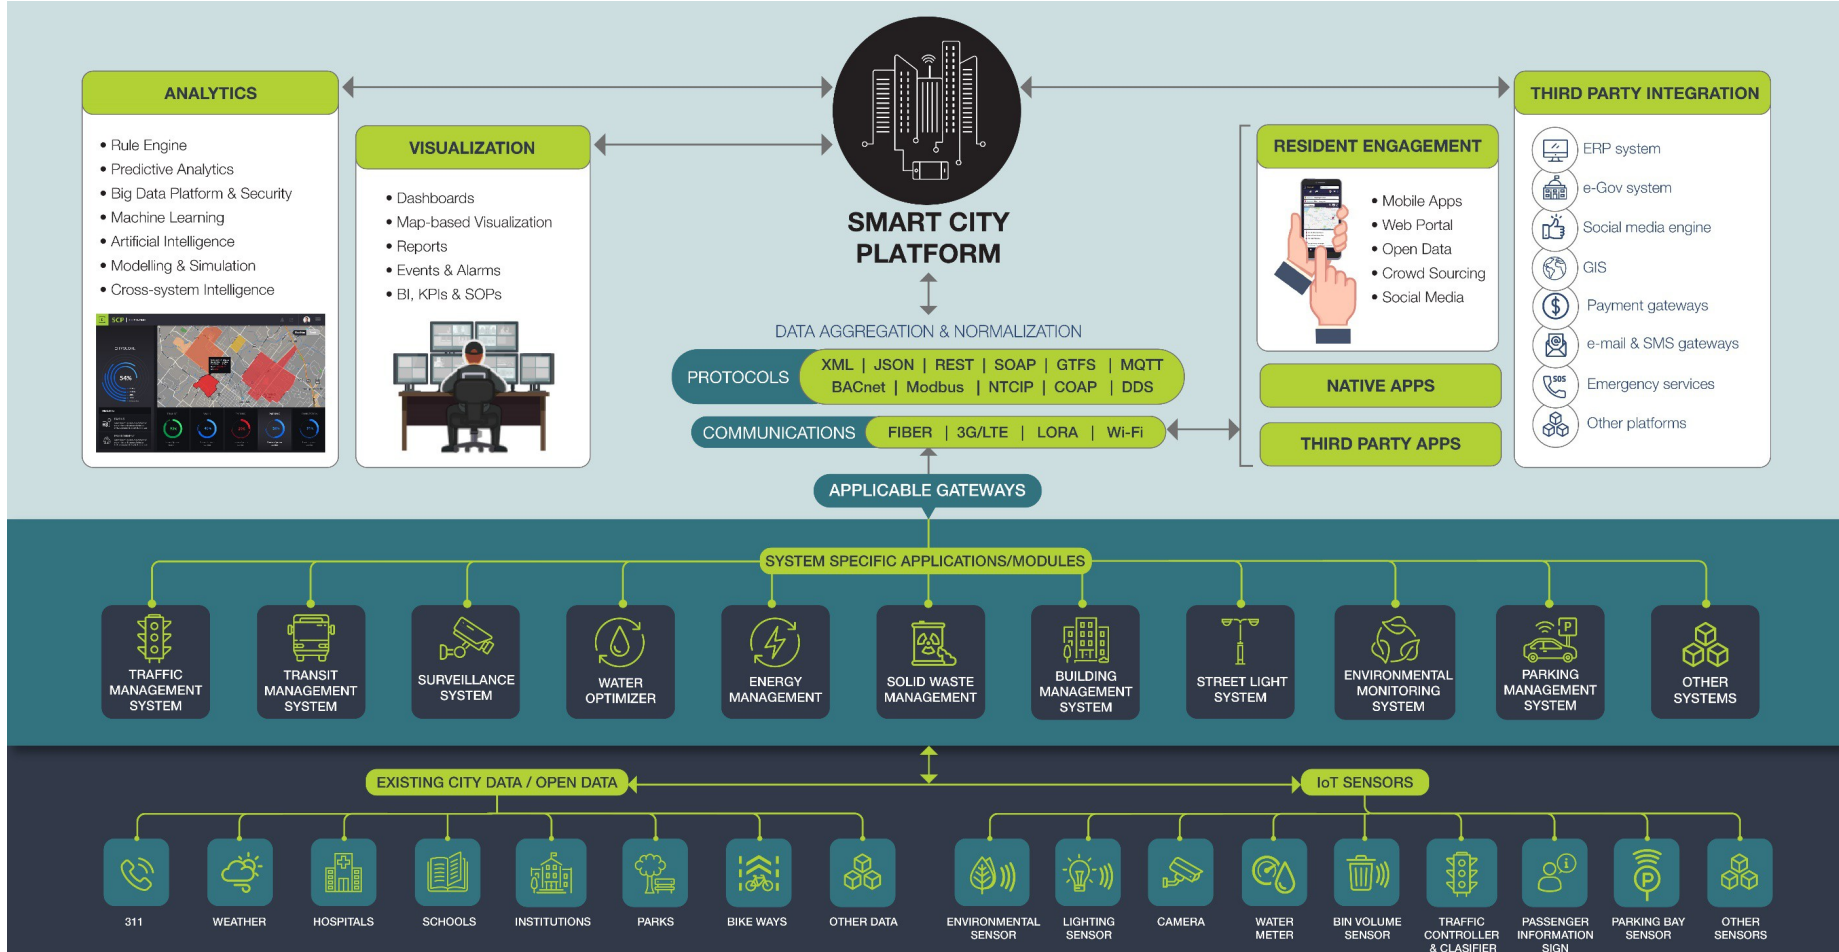 ANALYTICS
• Rule Engine
• Predictive Analytics
• Big Data Platform & Security
• Machine Learning
• Artificial Intelligence
• Modelling & Simulation
• Cross-system Intelligence
SCP
54%
VISUALIZATION
• Dashboards
• Map-based Visualization
• Reports
• Events & Alarms
• BI, KPIs & SOPs
SMART CITY
PLATFORM
DATA AGGREGATION & NORMALIZATION
PROTOCOLS
XML | JSON | REST | SOAP | GTFS | MQTT
BACnet | Modbus | NTCIP | COAP | DDS
COMMUNICATIONS
FIBER | 3G/LTE | LORA | Wi-Fi
APPLICABLE GATEWAYS
RESIDENT ENGAGEMENT
• Mobile Apps
• Web Portal
• Open Data
• Crowd Sourcing
• Social Media
NATIVE APPS
THIRD PARTY APPS
THIRD PARTY INTEGRATION
ERP system
e-Gov system
Social media engine
GIS
$
Payment gateways
@
e-mail & SMS gateways
SOS
Emergency services
Other platforms
SYSTEM SPECIFIC APPLICATIONS/MODULES
TRAFFIC
MANAGEMENT
SYSTEM
TRANSIT
MANAGEMENT
SYSTEM
SURVEILLANCE
SYSTEM
WATER
OPTIMIZER
ENERGY
MANAGEMENT
SOLID WASTE
MANAGEMENT
BUILDING
MANAGEMENT
SYSTEM
STREET LIGHT
SYSTEM
ENVIRONMENTAL
MONITORING
SYSTEM
P
PARKING
MANAGEMENT
SYSTEM
OTHER
SYSTEMS
EXISTING CITY DATA / OPEN DATA
311
WEATHER
HOSPITALS
SCHOOLS
INSTITUTIONS
PARKS
BIKE WAYS
OTHER DATA
IoT SENSORS
ENVIRONMENTAL
SENSOR
LIGHTING
SENSOR
CAMERA
WATER
METER
BIN VOLUME
SENSOR
TRAFFIC
CONTROLLER
& CLASIFIER
i
PASSENGER
INFORMATION
SIGN
P
PARKING BAY
SENSOR
OTHER
SENSORS